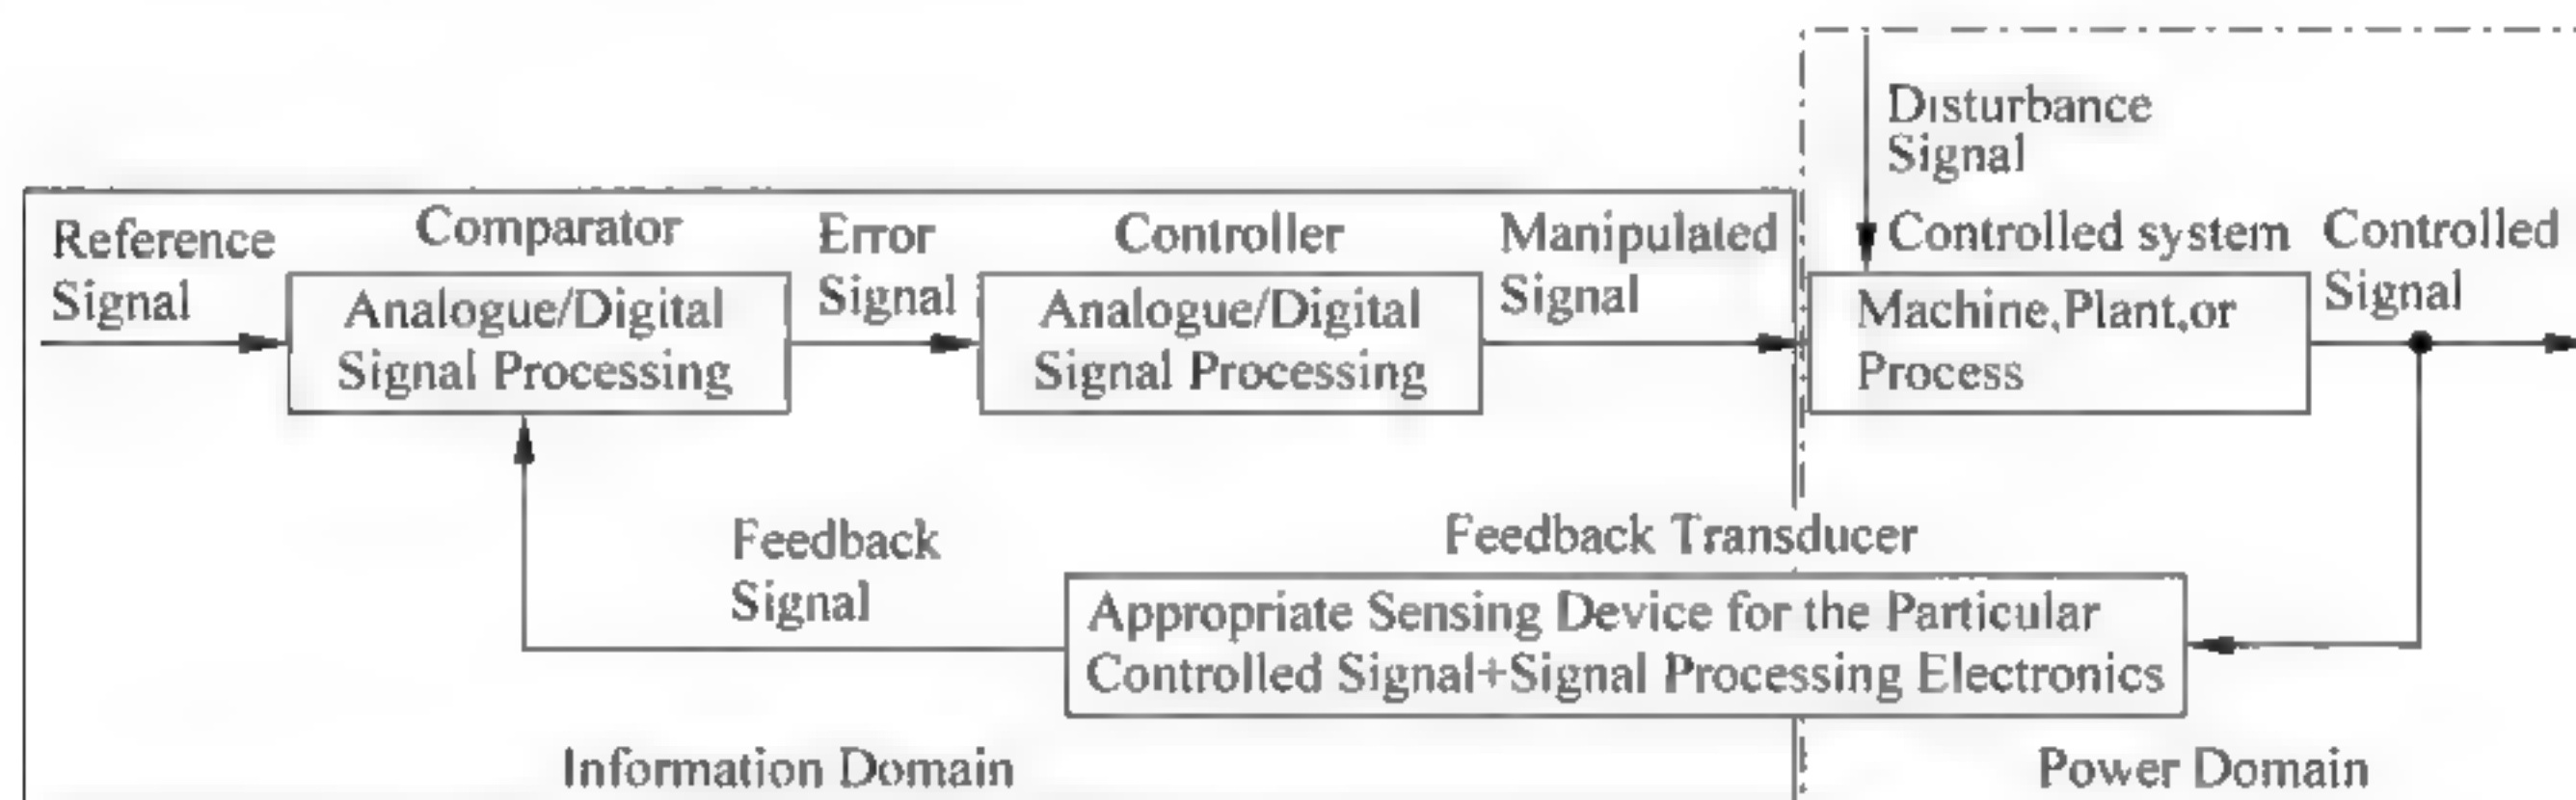 Disturbance
Signal
Reference
Signal
Comparator
Error
Signal
Controller
Manipulated
Signal
Controlled system
Controlled
Signal
Analogue/Digital
Signal Processing
Analogue/Digital
Signal Processing
Machine,Plant,or
Process
Feedback
Signal
Feedback Transducer
Appropriate Sensing Device for the Particular
Controlled Signal+Signal Processing Electronics
Information Domain
Power Domain